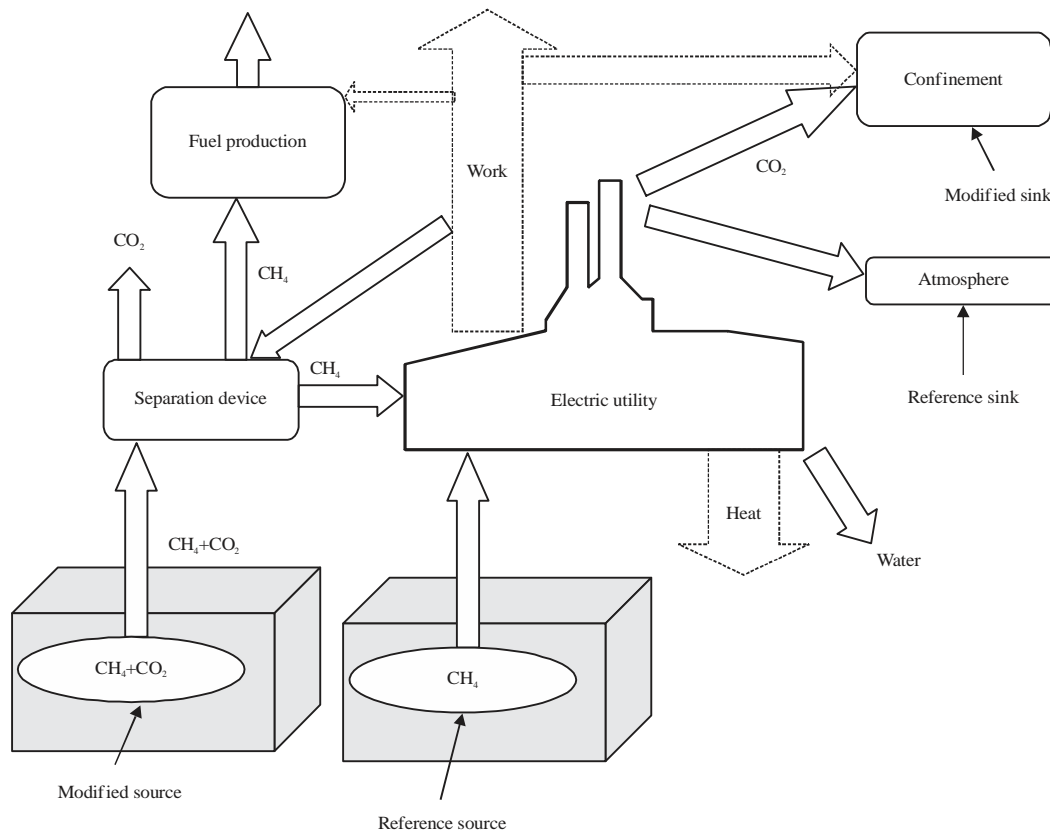 Confinement
Fuel production
Work
CO₂
Modified sink
CO₂
CH₄
Atmosphere
CH₄
Separation device
Electric utility
Reference sink
Heat
CH₄+CO₂
Water
CH₄+CO₂
CH₄
Modified source
Reference source